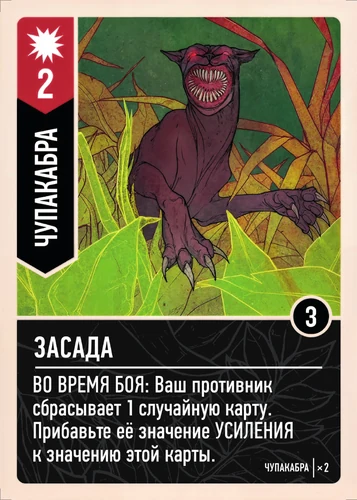 2
ЧУПАКАБРА
3
ЗАСАДА
ВО ВРЕМЯ БОЯ: Ваш противник
сбрасывает 1 случайную карту.
Прибавьте её значение УСИЛЕНИЯ
к значению этой карты.
ЧУПАКАБРА | ×2